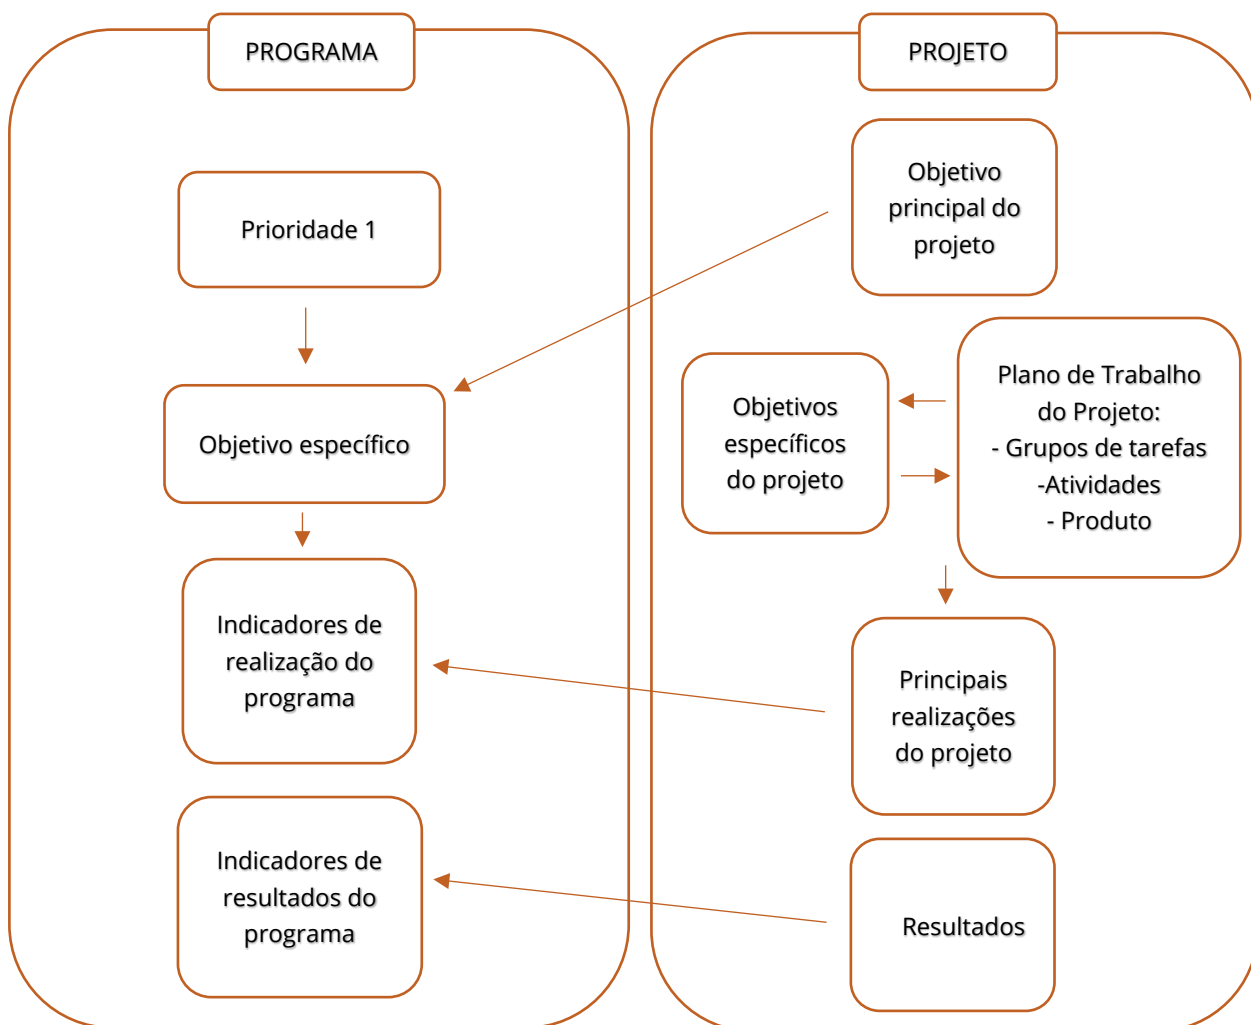 PROGRAMA
Prioridade 1
Objetivo específico
Indicadores de
realização do
programa
Indicadores de
resultados do
programa
PROJETO
Objetivo
principal do
projeto
Objetivos
específicos
do projeto
Plano de Trabalho
do Projeto:
- Grupos de tarefas
-Atividades
- Produto
Principais
realizações
do projeto
Resultados